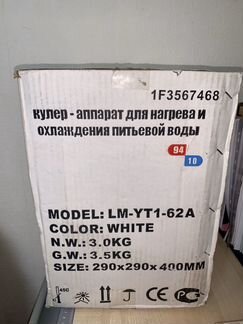 1F3567468
кулер - аппарат для нагрева и
охлаждения питьевой воды
94
10
MODEL: LM-YT1-62A
COLOR: WHITE
N.W.: 3.0KG
G.W.: 3.5KG
SIZE: 290x290x400MM
CE